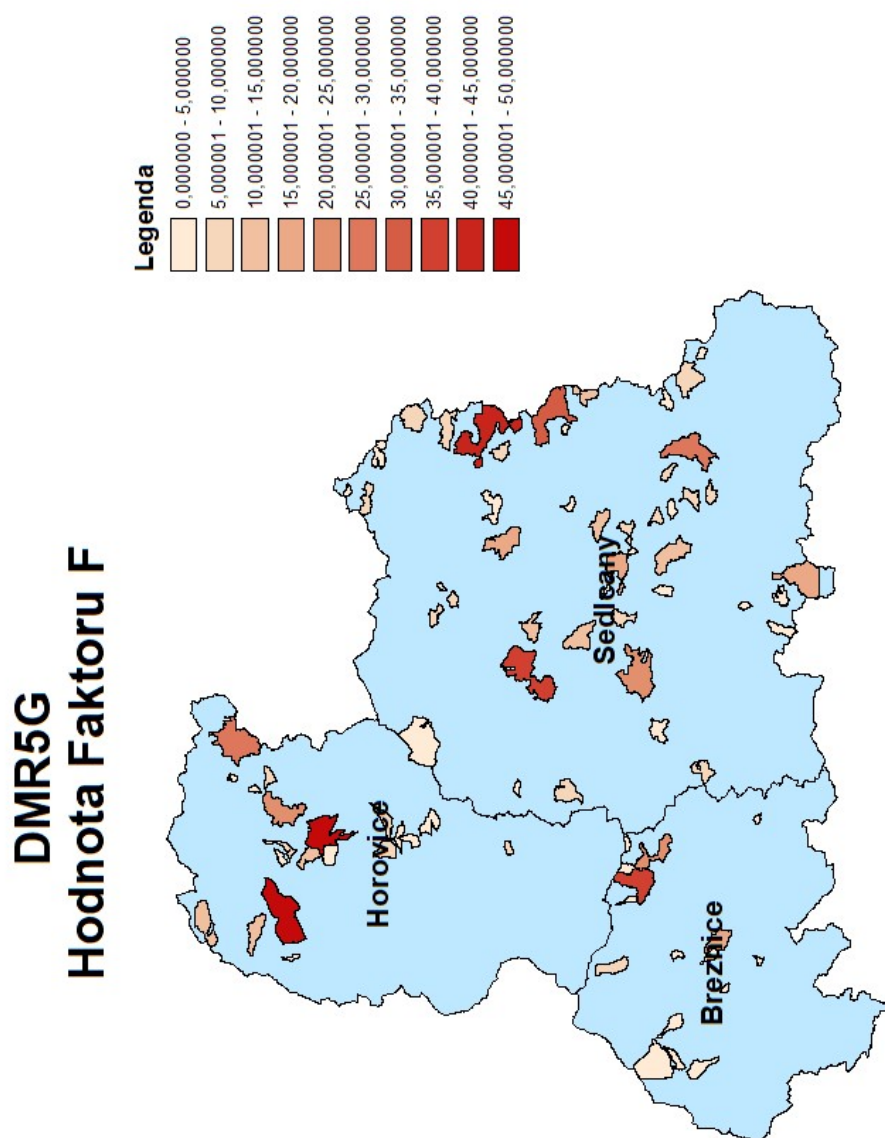 DMR5G
Hodnota Faktoru F
Legenda
0,000000 - 5,000000
5,000001 - 10,000000
10,000001 - 15,000000
15,000001 - 20,000000
20,000001 - 25,000000
25,000001 - 30,000000
30,000001 - 35,000000
35,000001 - 40,000000
40,000001 - 45,000000
45,000001 - 50,000000
Horovice
Sedlcany
Breznice